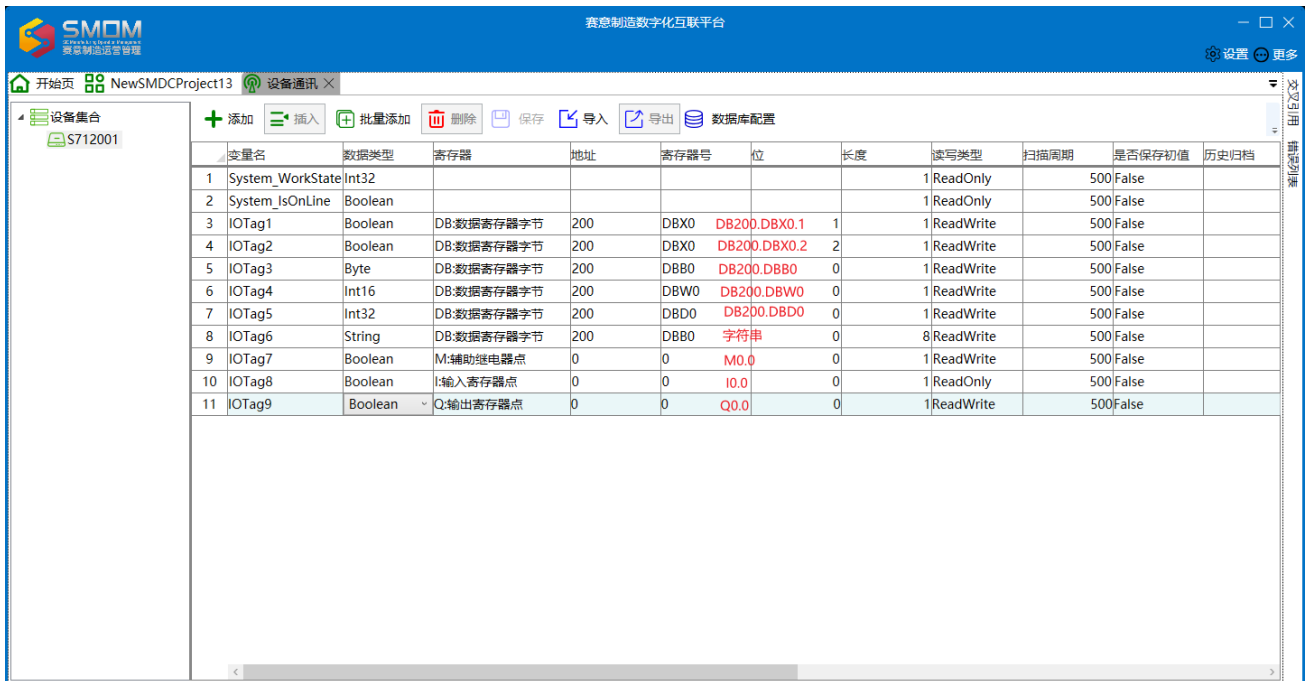 赛意制造数字化互联平台
SMOM
赛意制造运营管理
设置 更多
开始页 NewSMDCProject13 设备通讯
交叉引用
错误列表
设备集合
S712001
添加 插入 批量添加 删除 保存 导入 导出 数据库配置
变量名 数据类型 寄存器 地址 寄存器号 位 长度 读写类型 扫描周期 是否保存初值 历史归档
1 System_WorkState Int32 1 ReadOnly 500 False
2 System_IsOnLine Boolean 1 ReadOnly 500 False
3 IOTag1 Boolean DB:数据寄存器字节 200 DBX0 DB200.DBX0.1 1 1 ReadWrite 500 False
4 IOTag2 Boolean DB:数据寄存器字节 200 DBX0 DB200.DBX0.2 2 1 ReadWrite 500 False
5 IOTag3 Byte DB:数据寄存器字节 200 DBB0 DB200.DBB0 0 1 ReadWrite 500 False
6 IOTag4 Int16 DB:数据寄存器字节 200 DBW0 DB200.DBW0 0 1 ReadWrite 500 False
7 IOTag5 Int32 DB:数据寄存器字节 200 DBD0 DB200.DBD0 0 1 ReadWrite 500 False
8 IOTag6 String DB:数据寄存器字节 200 DBB0 字符串 0 8 ReadWrite 500 False
9 IOTag7 Boolean M:辅助继电器点 0 0 M0.0 0 1 ReadWrite 500 False
10 IOTag8 Boolean I:输入寄存器点 0 0 I0.0 0 1 ReadOnly 500 False
11 IOTag9 Boolean Q:输出寄存器点 0 0 Q0.0 0 1 ReadWrite 500 False